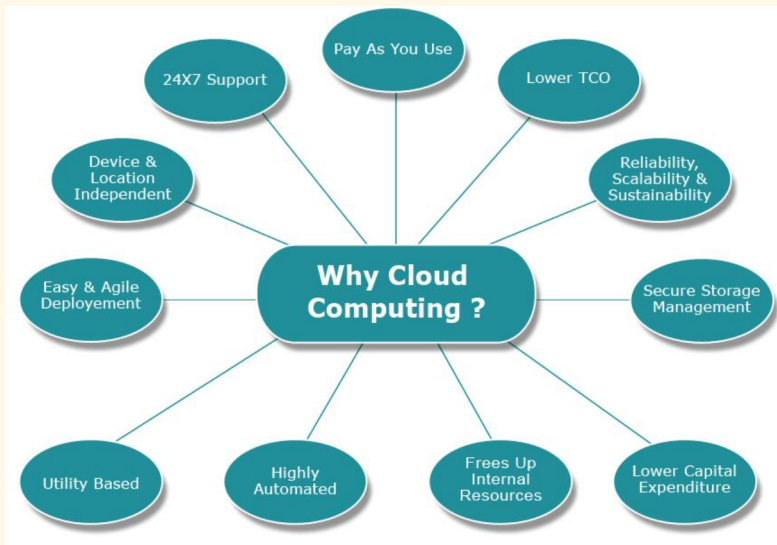 Pay As You Use
24X7 Support
Lower TCO
Device &
Location
Independent
Reliability,
Scalability &
Sustainability
Why Cloud
Computing ?
Easy & Agile
Deployement
Secure Storage
Management
Utility Based
Highly
Automated
Frees Up
Internal
Resources
Lower Capital
Expenditure